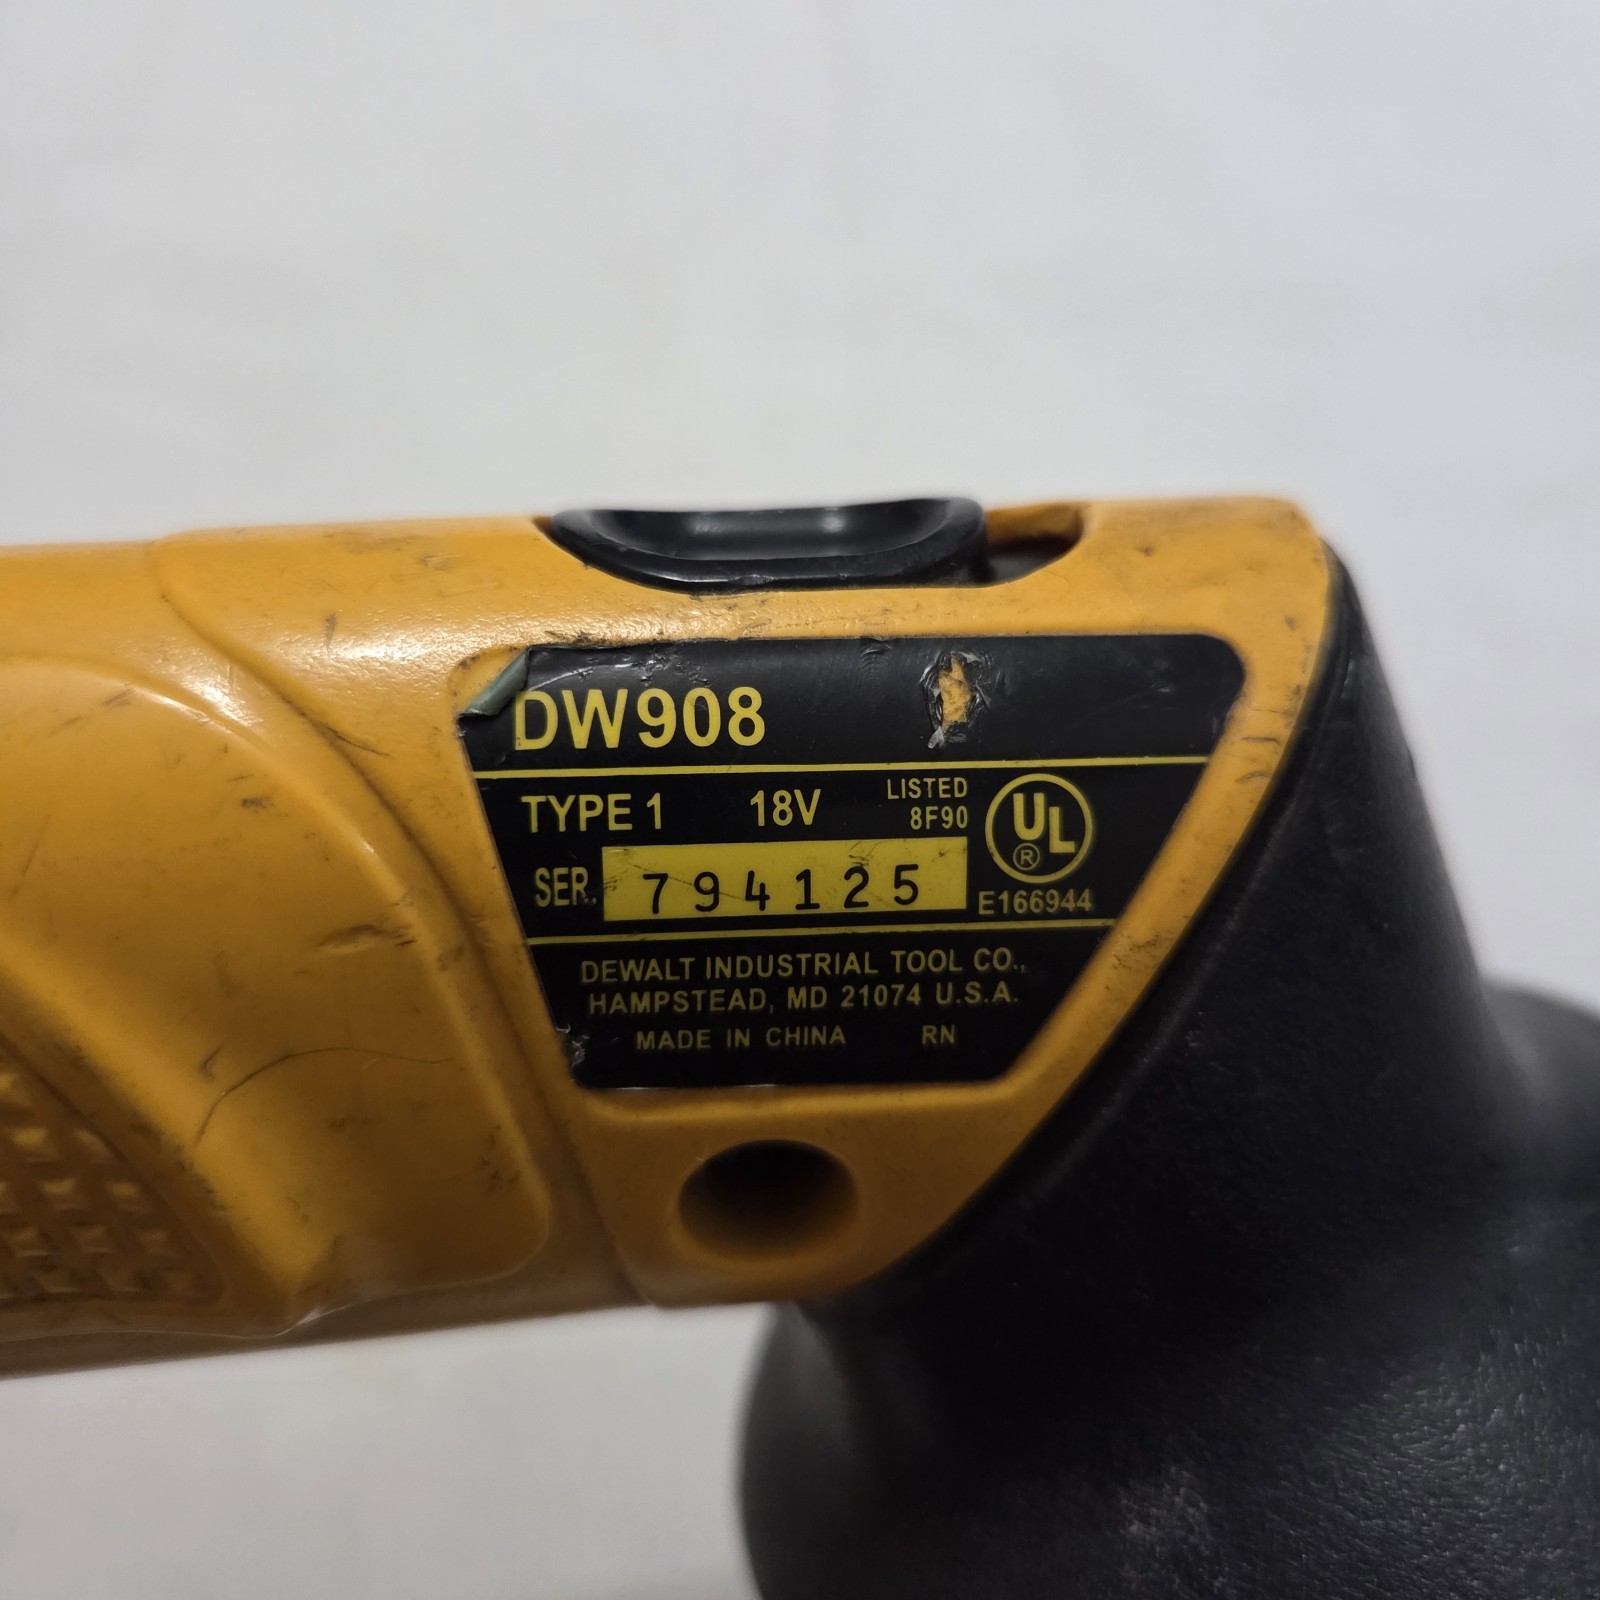 DW908
TYPE 1 18V LISTED 8F90 UL ®
SER. 794125 E166944
DEWALT INDUSTRIAL TOOL CO.,
HAMPSTEAD, MD 21074 U.S.A.
MADE IN CHINA RN